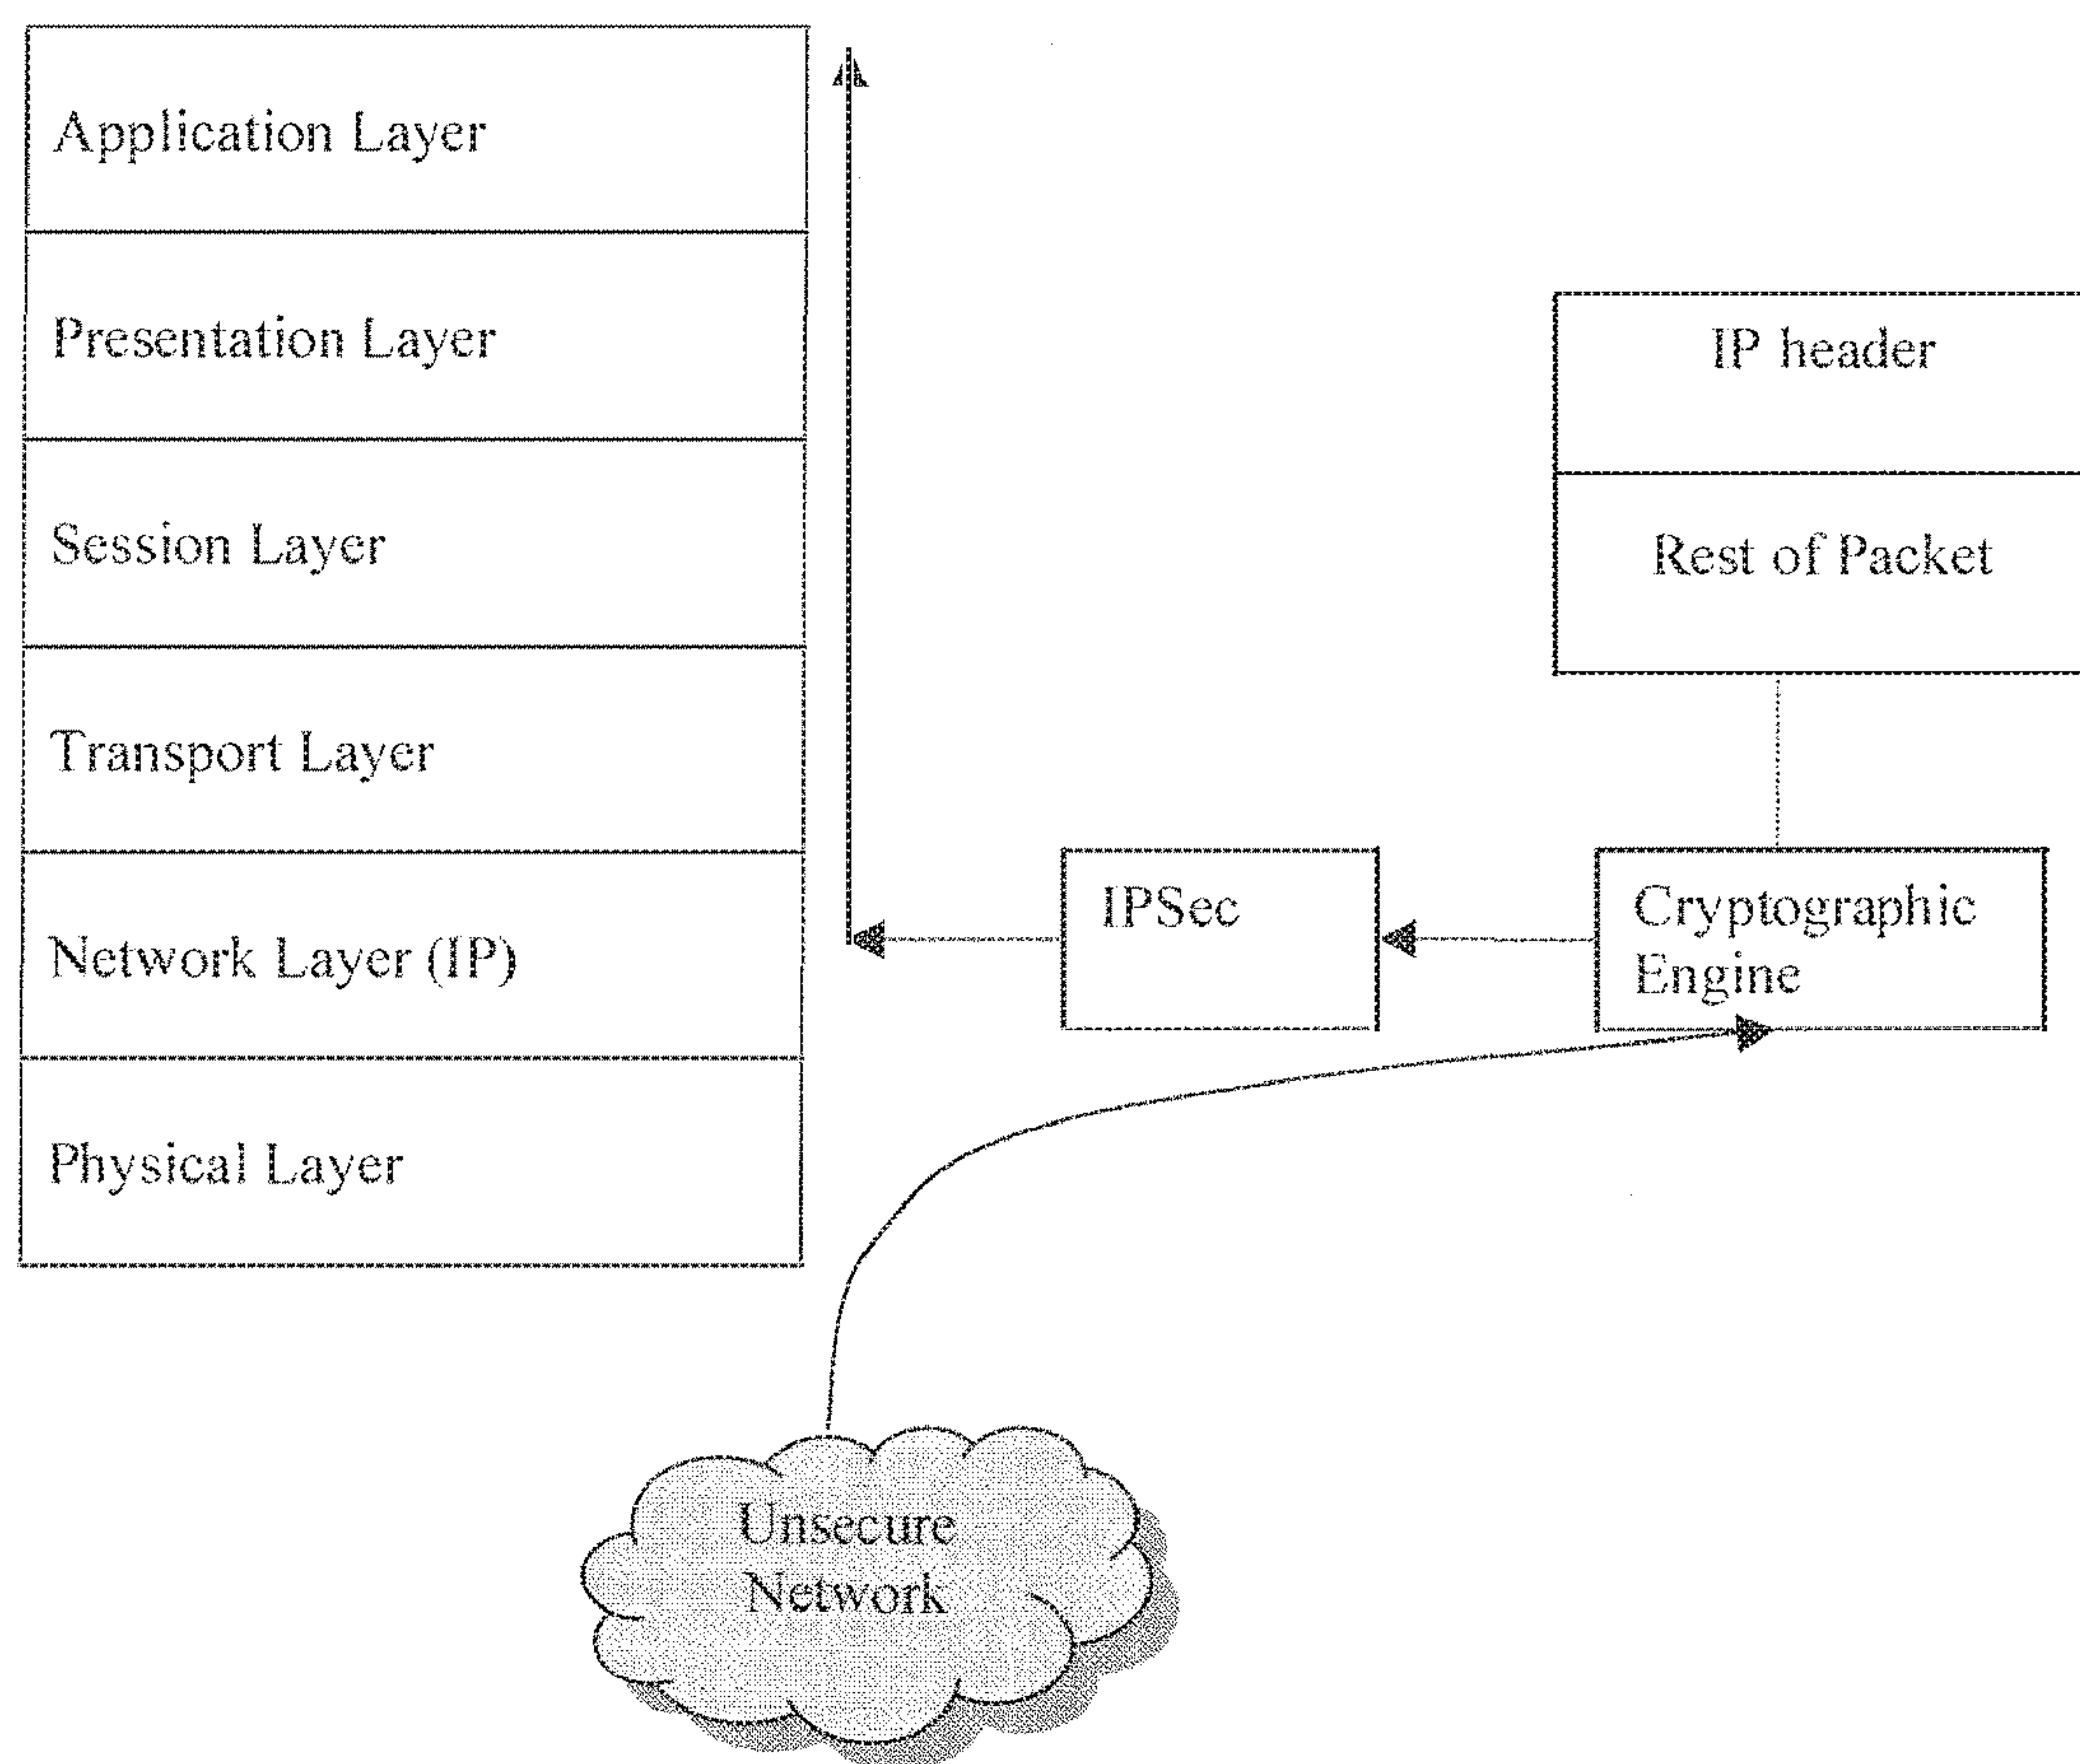 Application Layer
Presentation Layer
Session Layer
Transport Layer
Network Layer (IP)
Physical Layer
IP header
Rest of Packet
IPSec
Cryptographic
Engine
Unsecure
Network